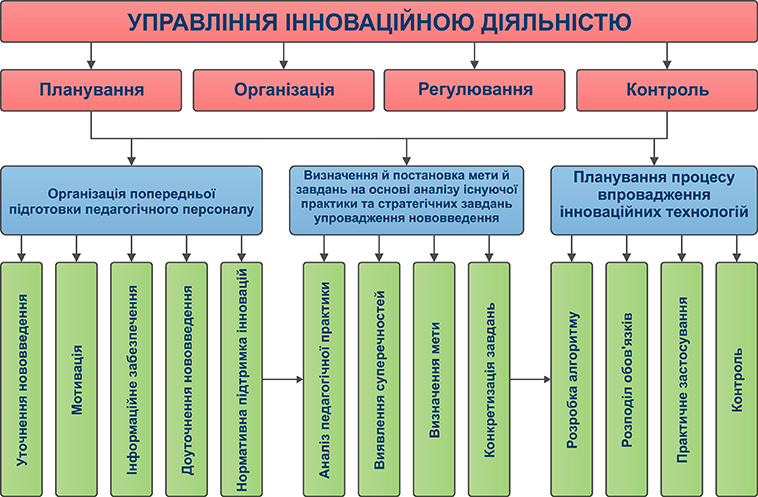 УПРАВЛІННЯ ІННОВАЦІЙНОЮ ДІЯЛЬНІСТЮ
Планування
Організація
Регулювання
Контроль
Організація попередньої
підготовки педагогічного персоналу
Визначення й постановка мети й
завдань на основі аналізу існуючої
практики та стратегічних завдань
упровадження нововведення
Планування процесу
впровадження
інноваційних технологій
Уточнення нововведення
Мотивація
Інформаційне забезпечення
Доуточнення нововведення
Нормативна підтримка інновацій
Аналіз педагогічної практики
Виявлення суперечностей
Визначення мети
Конкретизація завдань
Розробка алгоритму
Розподіл обов'язків
Практичне застосування
Контроль